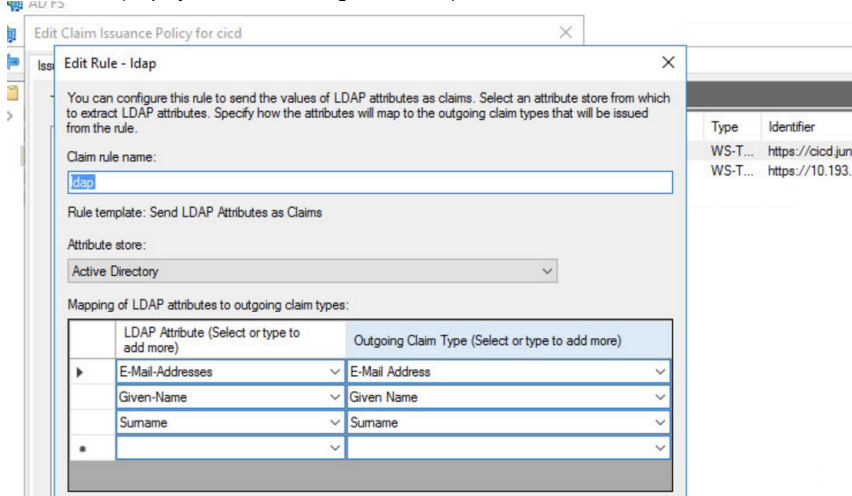 AD FS
Edit Claim Issuance Policy for cicd
Iss
Edit Rule - ldap
You can configure this rule to send the values of LDAP attributes as claims. Select an attribute store from which
to extract LDAP attributes. Specify how the attributes will map to the outgoing claim types that will be issued
from the rule.
Type Identifier
WS-T... https://cicd.jun
WS-T... https://10.193.
Claim rule name:
ldap
Rule template: Send LDAP Attributes as Claims
Attribute store:
Active Directory
Mapping of LDAP attributes to outgoing claim types:
LDAP Attribute (Select or type to
add more)
Outgoing Claim Type (Select or type to add more)
E-Mail-Addresses E-Mail Address
Given-Name Given Name
Surname Surname